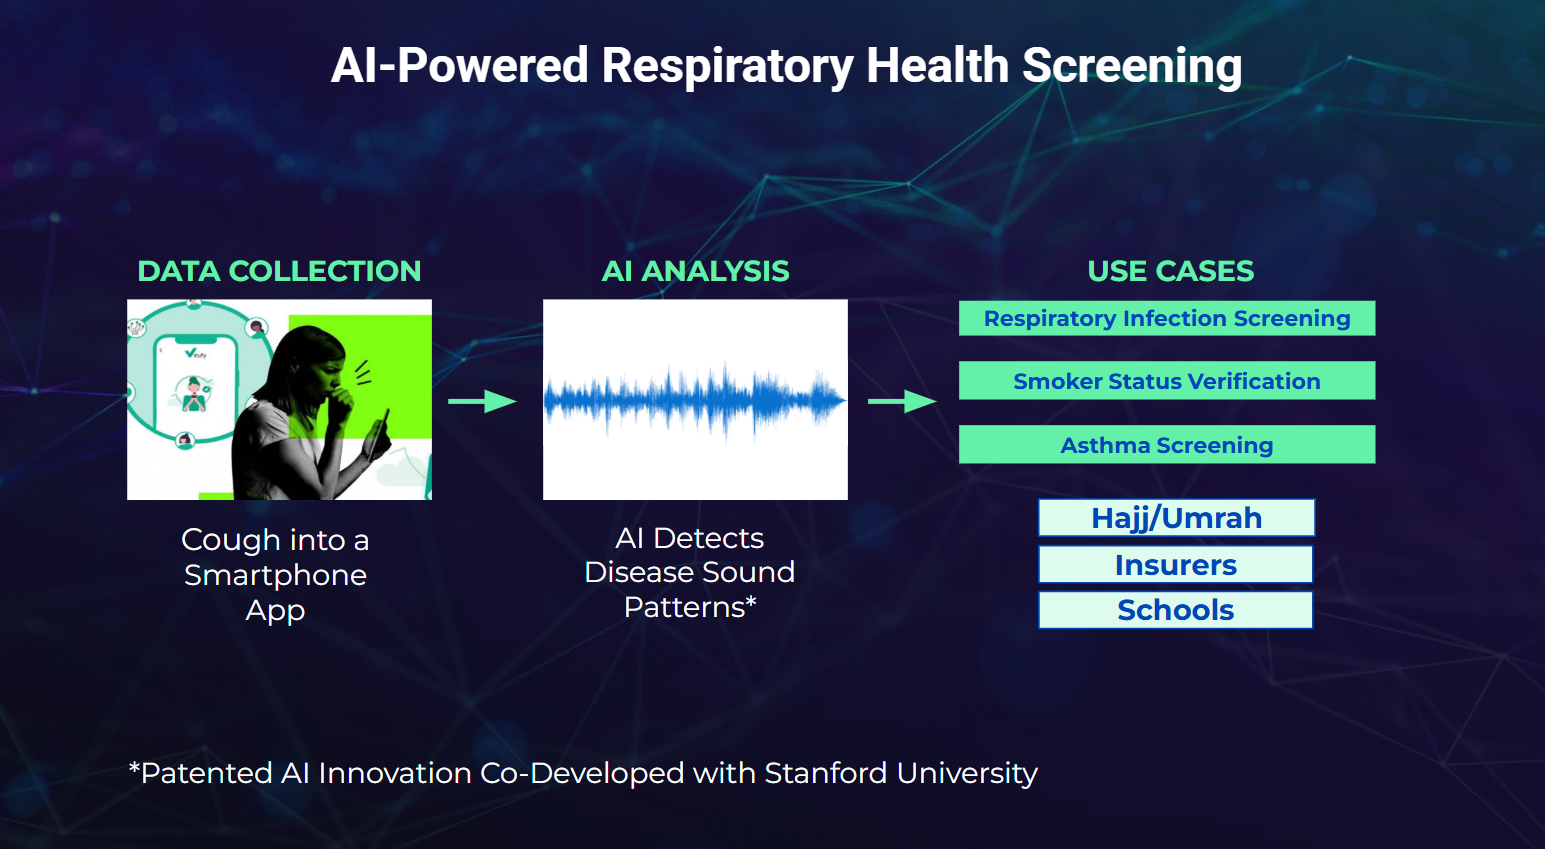 AI-Powered Respiratory Health Screening
DATA COLLECTION
Virufy
Cough into a
Smartphone
App
AI ANALYSIS
AI Detects
Disease Sound
Patterns*
USE CASES
Respiratory Infection Screening
Smoker Status Verification
Asthma Screening
Hajj/Umrah
Insurers
Schools
*Patented AI Innovation Co-Developed with Stanford University